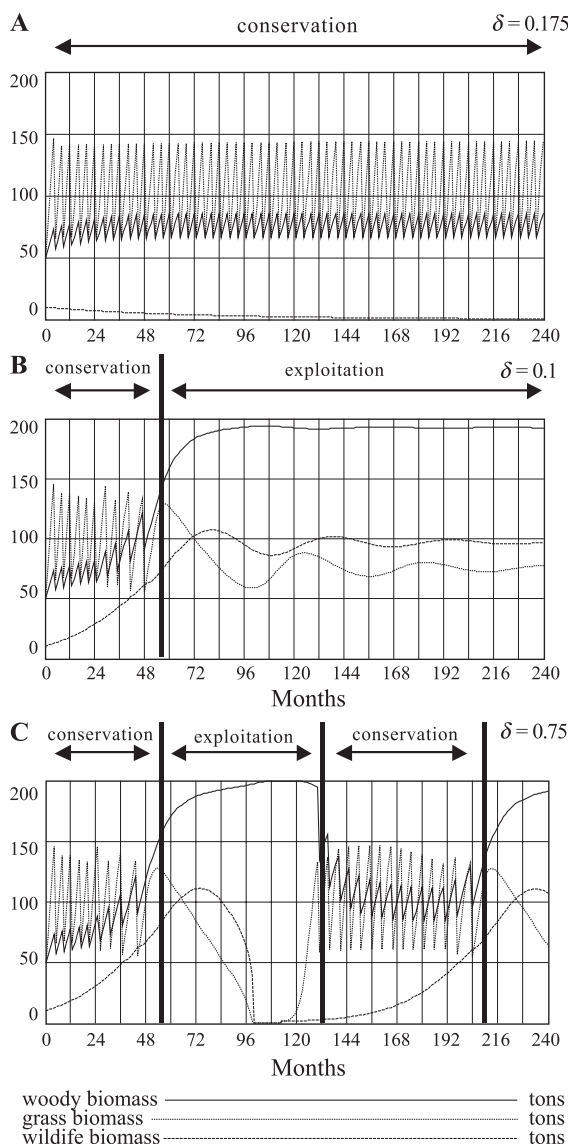 A conservation δ = 0.175
200
150
100
50
0
0 24 48 72 96 120 144 168 192 216 240
B conservation exploitation δ = 0.1
200
150
100
50
0
0 24 48 72 96 120 144 168 192 216 240
Months
C conservation exploitation conservation δ = 0.75
200
150
100
50
0
0 24 48 72 96 120 144 168 192 216 240
Months
woody biomass tons
grass biomass tons
wildlife biomass tons